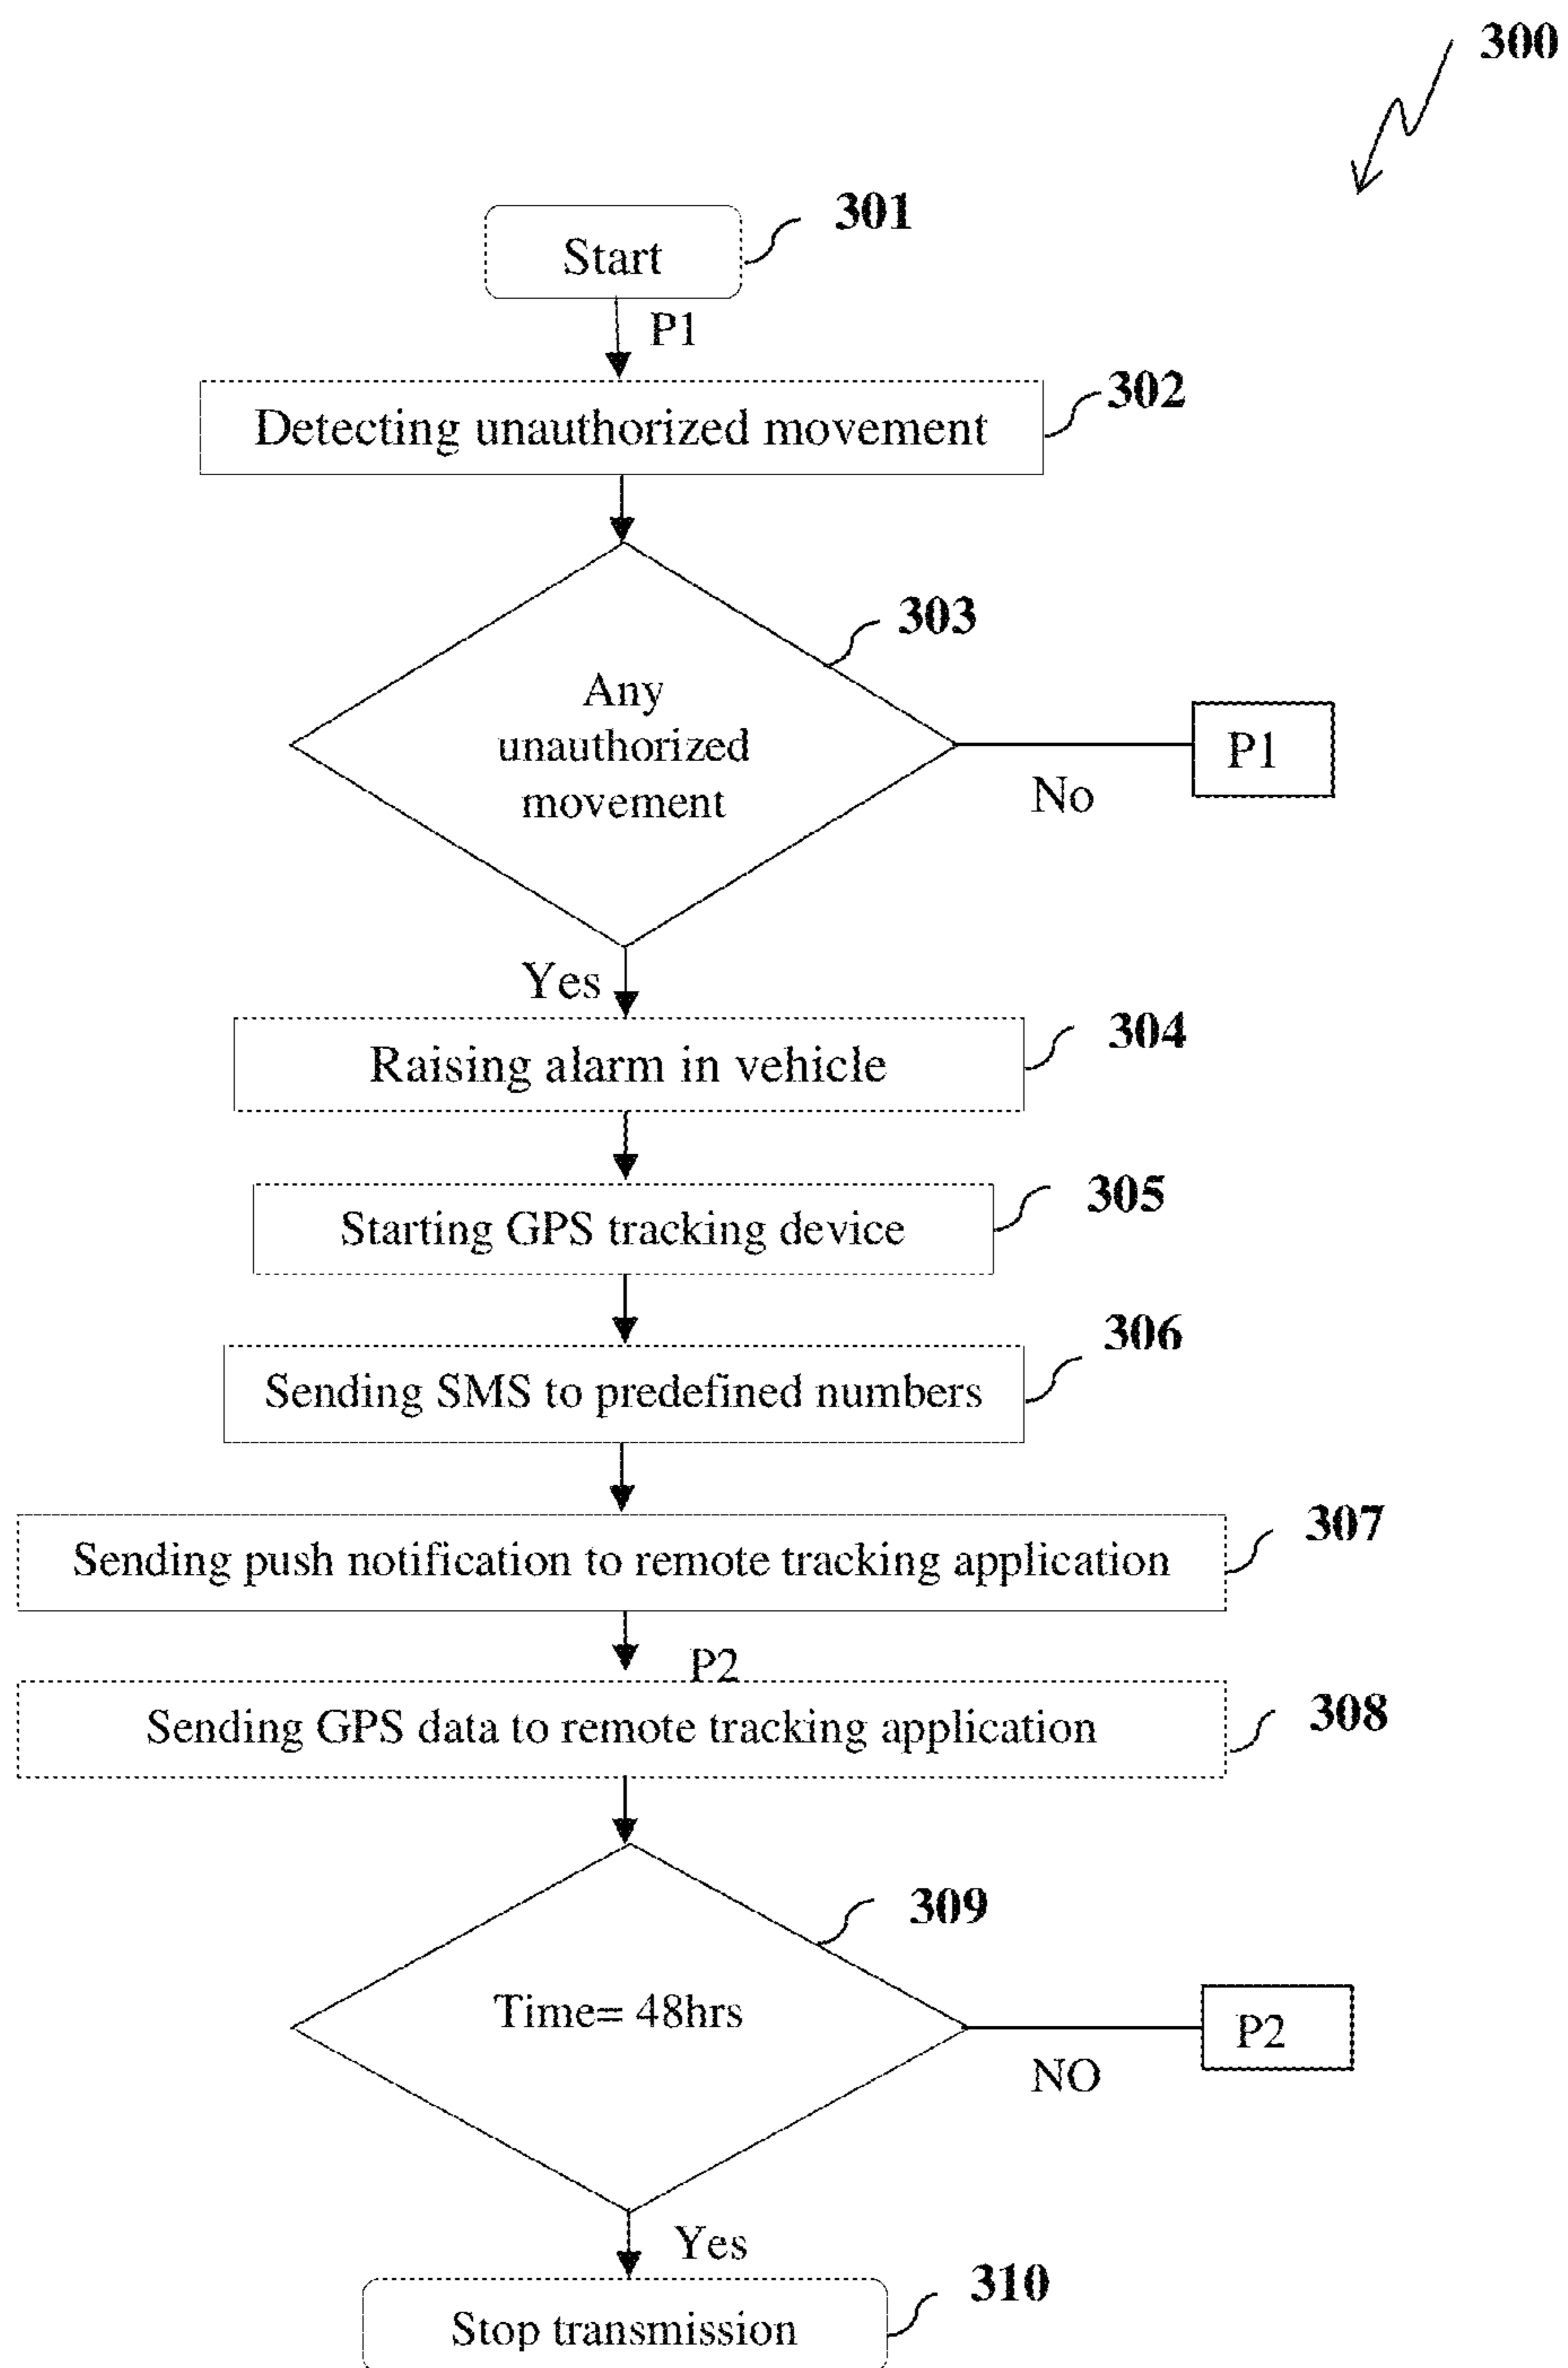 300
301
Start
P1
302
Detecting unauthorized movement
303
Any
unauthorized
movement
P1
No
Yes
304
Raising alarm in vehicle
305
Starting GPS tracking device
306
Sending SMS to predefined numbers
307
Sending push notification to remote tracking application
P2
308
Sending GPS data to remote tracking application
309
Time= 48hrs
P2
NO
Yes
310
Stop transmission